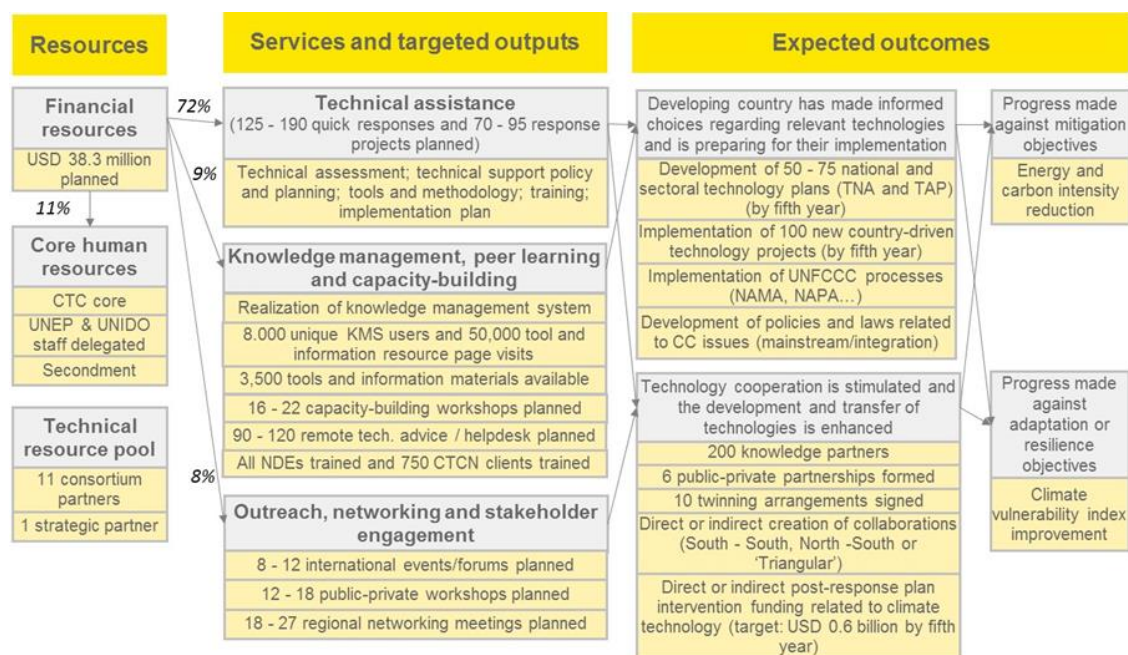 Resources
Services and targeted outputs
Expected outcomes
Financial
resources
USD 38.3 million
planned
11%
Core human
resources
CTC core
UNEP & UNIDO
staff delegated
Secondment
Technical
resource pool
11 consortium
partners
1 strategic partner
72%
9%
8%
Technical assistance
(125 - 190 quick responses and 70 - 95 response
projects planned)
Technical assessment; technical support policy
and planning; tools and methodology; training;
implementation plan
Knowledge management, peer learning
and capacity-building
Realization of knowledge management system
8.000 unique KMS users and 50,000 tool and
information resource page visits
3,500 tools and information materials available
16 - 22 capacity-building workshops planned
90 - 120 remote tech. advice / helpdesk planned
All NDEs trained and 750 CTCN clients trained
Outreach, networking and stakeholder
engagement
8 - 12 international events/forums planned
12 - 18 public-private workshops planned
18 - 27 regional networking meetings planned
Developing country has made informed
choices regarding relevant technologies
and is preparing for their implementation
Development of 50 - 75 national and
sectoral technology plans (TNA and TAP)
(by fifth year)
Implementation of 100 new country-driven
technology projects (by fifth year)
Implementation of UNFCCC processes
(NAMA, NAPA…)
Development of policies and laws related
to CC issues (mainstream/integration)
Technology cooperation is stimulated and
the development and transfer of
technologies is enhanced
200 knowledge partners
6 public-private partnerships formed
10 twinning arrangements signed
Direct or indirect creation of collaborations
(South - South, North -South or
‘Triangular’)
Direct or indirect post-response plan
intervention funding related to climate
technology (target: USD 0.6 billion by fifth
year)
Progress made
against mitigation
objectives
Energy and
carbon intensity
reduction
Progress made
against
adaptation or
resilience
objectives
Climate
vulnerability index
improvement